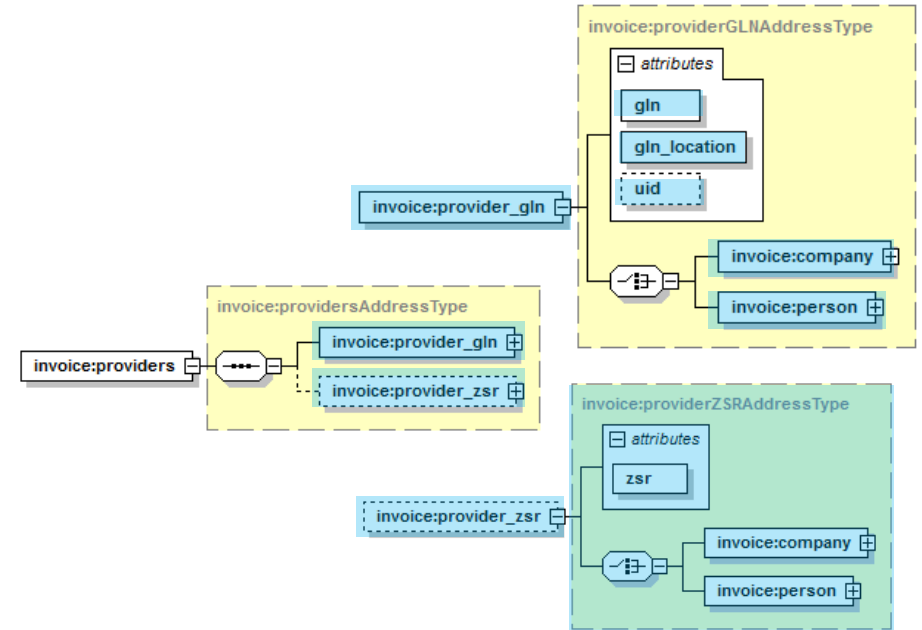 invoice:providerGLNAddressType
attributes
gln
gln_location
uid
invoice:provider_gln
invoice:company
invoice:person
invoice:providersAddressType
invoice:provider_gln
invoice:providers
invoice:provider_zsr
invoice:providerZSRAddressType
attributes
zsr
invoice:provider_zsr
invoice:company
invoice:person